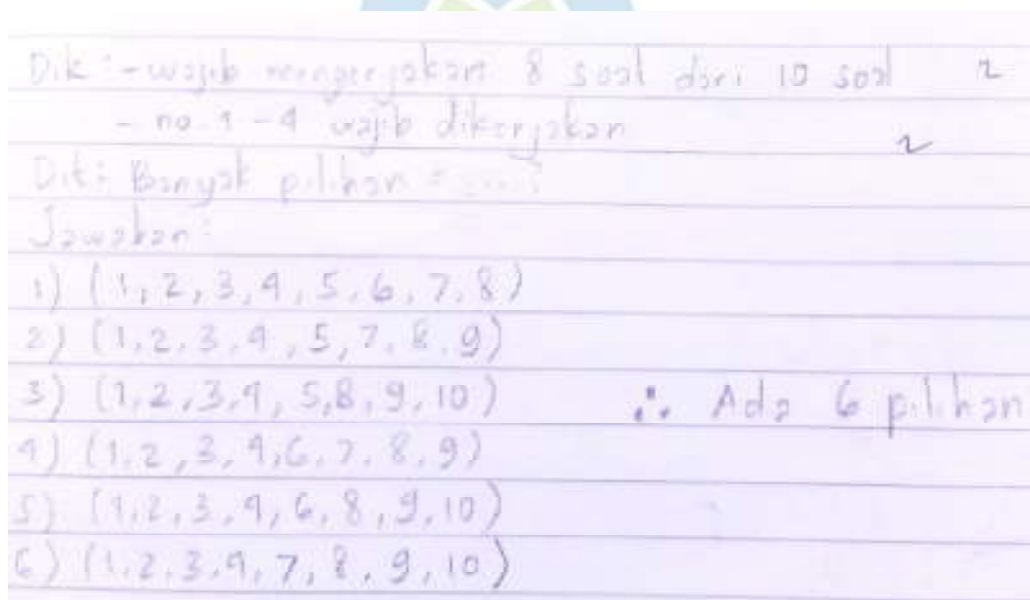 Dik : - wajib mengerjakan 8 soal dari 10 soal 2
- no. 1 - 4 wajib dikerjakan 2
Dit : Banyak pilihan =
Jawaban :
1) (1, 2, 3, 4, 5, 6, 7, 8)
2) (1, 2, 3, 4, 5, 7, 8, 9)
3) (1, 2, 3, 4, 5, 8, 9, 10) ∴ Ada 6 pilihan
4) (1, 2, 3, 4, 6, 7, 8, 9)
5) (1, 2, 3, 4, 6, 8, 9, 10)
6) (1, 2, 3, 4, 7, 8, 9, 10)